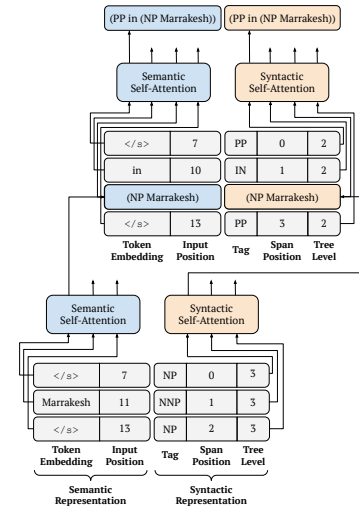 (PP in (NP Marrakesh)) (PP in (NP Marrakesh))
Semantic Self-Attention
Syntactic Self-Attention
</s> 7 PP 0 2
in 10 IN 1 2
(NP Marrakesh) (NP Marrakesh)
</s> 13 PP 3 2
Token Embedding Input Position Tag Span Position Tree Level
Semantic Self-Attention
Syntactic Self-Attention
</s> 7 NP 0 3
Marrakesh 11 NNP 1 3
</s> 13 NP 2 3
Token Embedding Input Position Tag Span Position Tree Level
Semantic Representation
Syntactic Representation